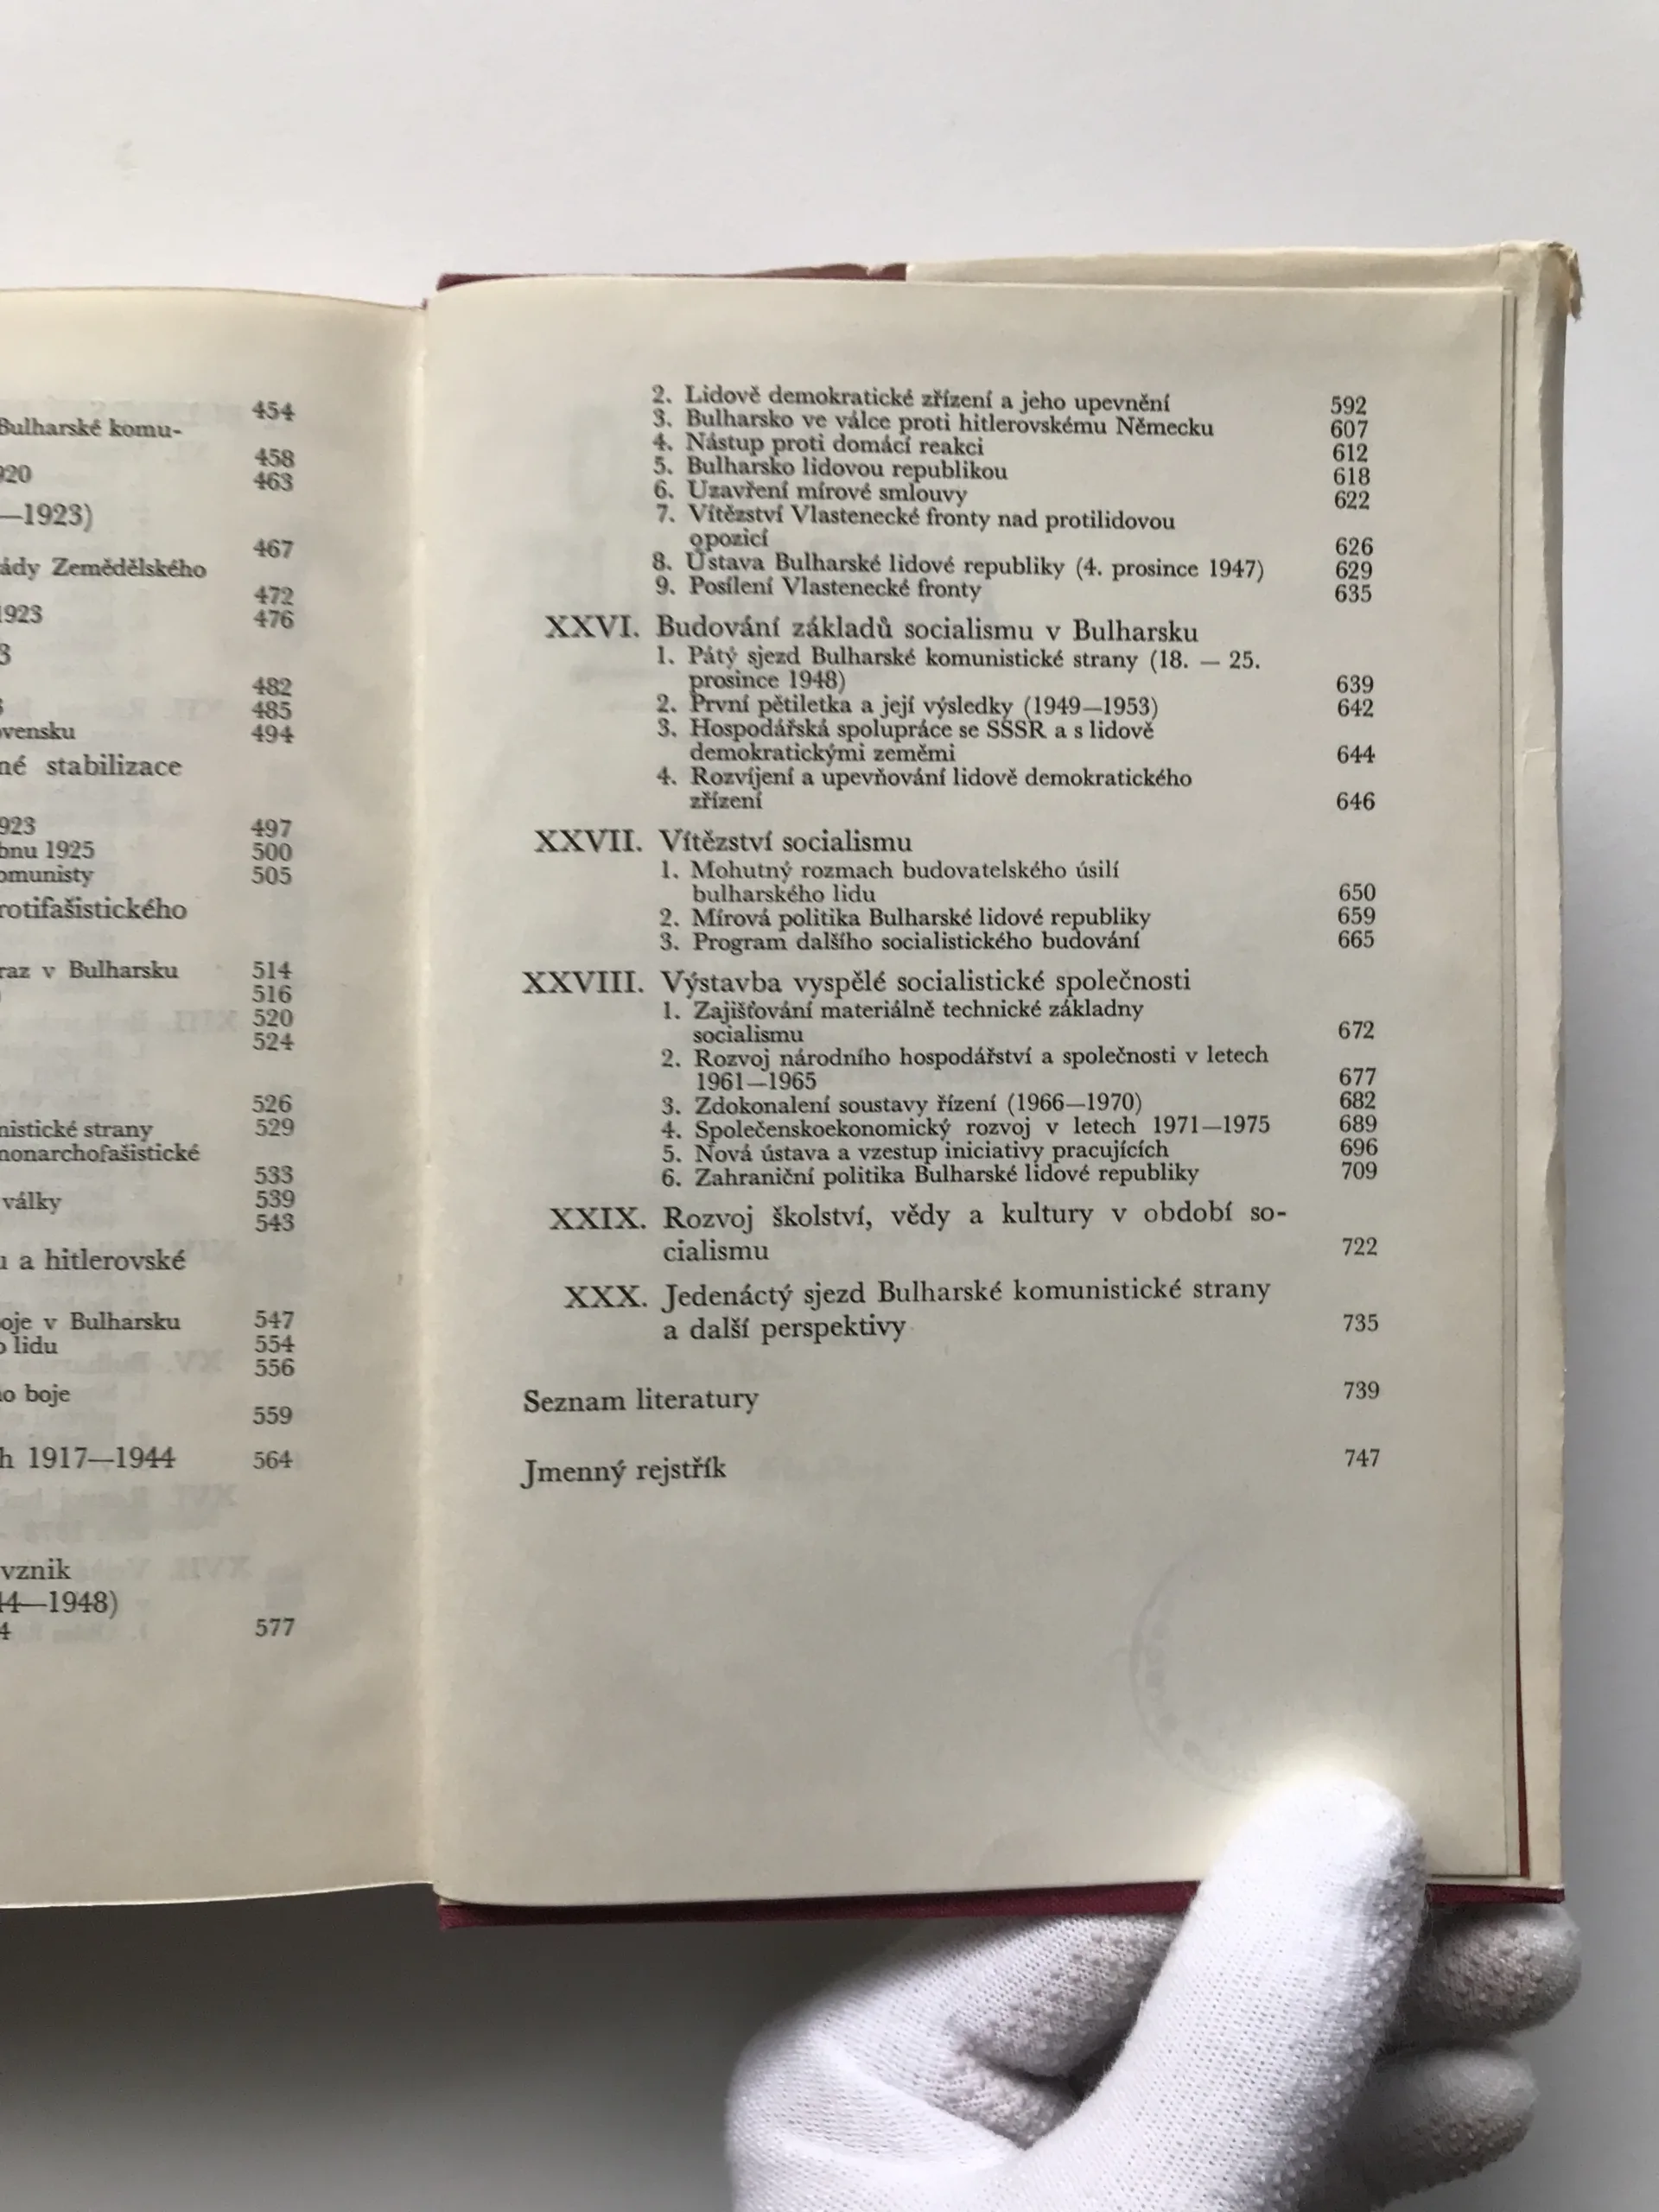 454
Bulharské komu-
458
920
463
—1923)
467
ády Zemědělského
472
1923
476
3
482
485
ovensku
494
né stabilizace
923
497
bnu 1925
500
omunisty
505
rotifašistického
raz v Bulharsku
514
516
520
524
526
nistické strany
529
monarchofašistické
533
války
539
543
u a hitlerovské
oje v Bulharsku
547
o lidu
554
556
no boje
559
h 1917—1944
564
vznik
44—1948)
4
577
2. Lidově demokratické zřízení a jeho upevnění 592
3. Bulharsko ve válce proti hitlerovskému Německu 607
4. Nástup proti domácí reakci 612
5. Bulharsko lidovou republikou 618
6. Uzavření mírové smlouvy 622
7. Vítězství Vlastenecké fronty nad protilidovou
opozicí 626
8. Ústava Bulharské lidové republiky (4. prosince 1947) 629
9. Posílení Vlastenecké fronty 635
XXVI. Budování základů socialismu v Bulharsku
1. Pátý sjezd Bulharské komunistické strany (18. — 25.
prosince 1948) 639
2. První pětiletka a její výsledky (1949—1953) 642
3. Hospodářská spolupráce se SSSR a s lidově
demokratickými zeměmi 644
4. Rozvíjení a upevňování lidově demokratického
zřízení 646
XXVII. Vítězství socialismu
1. Mohutný rozmach budovatelského úsilí
bulharského lidu 650
2. Mírová politika Bulharské lidové republiky 659
3. Program dalšího socialistického budování 665
XXVIII. Výstavba vyspělé socialistické společnosti
1. Zajišťování materiálně technické základny
socialismu 672
2. Rozvoj národního hospodářství a společnosti v letech
1961—1965 677
3. Zdokonalení soustavy řízení (1966—1970) 682
4. Společenskoekonomický rozvoj v letech 1971—1975 689
5. Nová ústava a vzestup iniciativy pracujících 696
6. Zahraniční politika Bulharské lidové republiky 709
XXIX. Rozvoj školství, vědy a kultury v období so-
cialismu 722
XXX. Jedenáctý sjezd Bulharské komunistické strany
a další perspektivy 735
Seznam literatury 739
Jmenný rejstřík 747